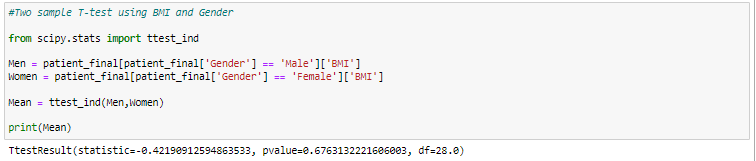 #Two sample T-test using BMI and Gender
from scipy.stats import ttest_ind
Men = patient_final[patient_final['Gender'] == 'Male']['BMI']
Women = patient_final[patient_final['Gender'] == 'Female']['BMI']
Mean = ttest_ind(Men,Women)
print(Mean)
TtestResult(statistic=-0.42190912594863533, pvalue=0.6763132221606003, df=28.0)